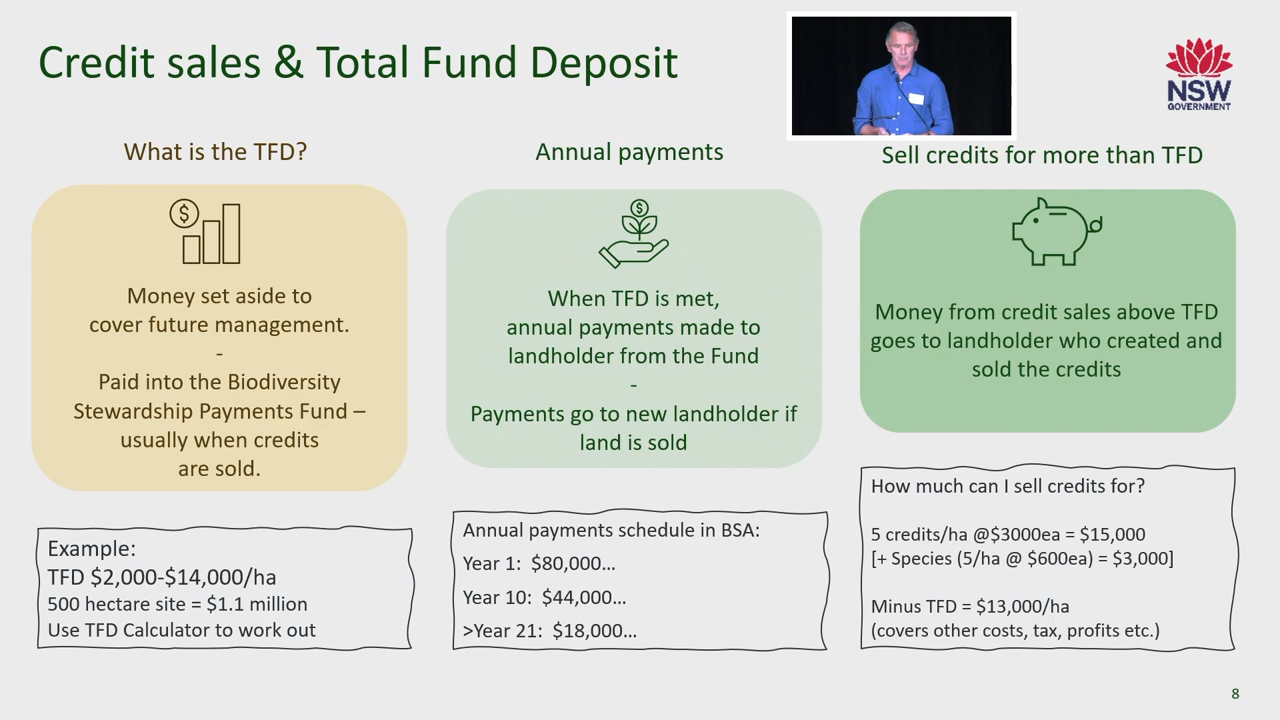 Credit sales & Total Fund Deposit
NSW
GOVERNMENT
What is the TFD?
$
Money set aside to
cover future management.
-
Paid into the Biodiversity
Stewardship Payments Fund –
usually when credits
are sold.
Example:
TFD $2,000-$14,000/ha
500 hectare site = $1.1 million
Use TFD Calculator to work out
Annual payments
$
When TFD is met,
annual payments made to
landholder from the Fund
-
Payments go to new landholder if
land is sold
Annual payments schedule in BSA:
Year 1:  $80,000...
Year 10:  $44,000...
>Year 21:  $18,000...
Sell credits for more than TFD
Money from credit sales above TFD
goes to landholder who created and
sold the credits
How much can I sell credits for?
5 credits/ha @$3000ea = $15,000
[+ Species (5/ha @ $600ea) = $3,000]
Minus TFD = $13,000/ha
(covers other costs, tax, profits etc.)
8